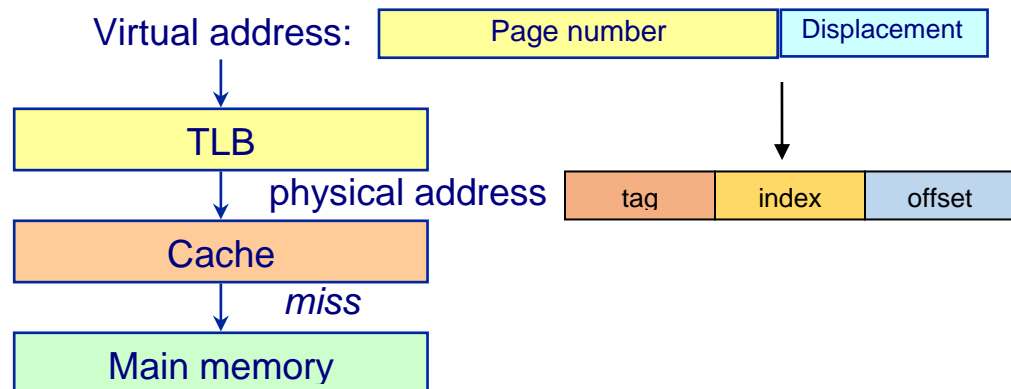 Virtual address:
Page number
Displacement
TLB
physical address
tag
index
offset
Cache
miss
Main memory